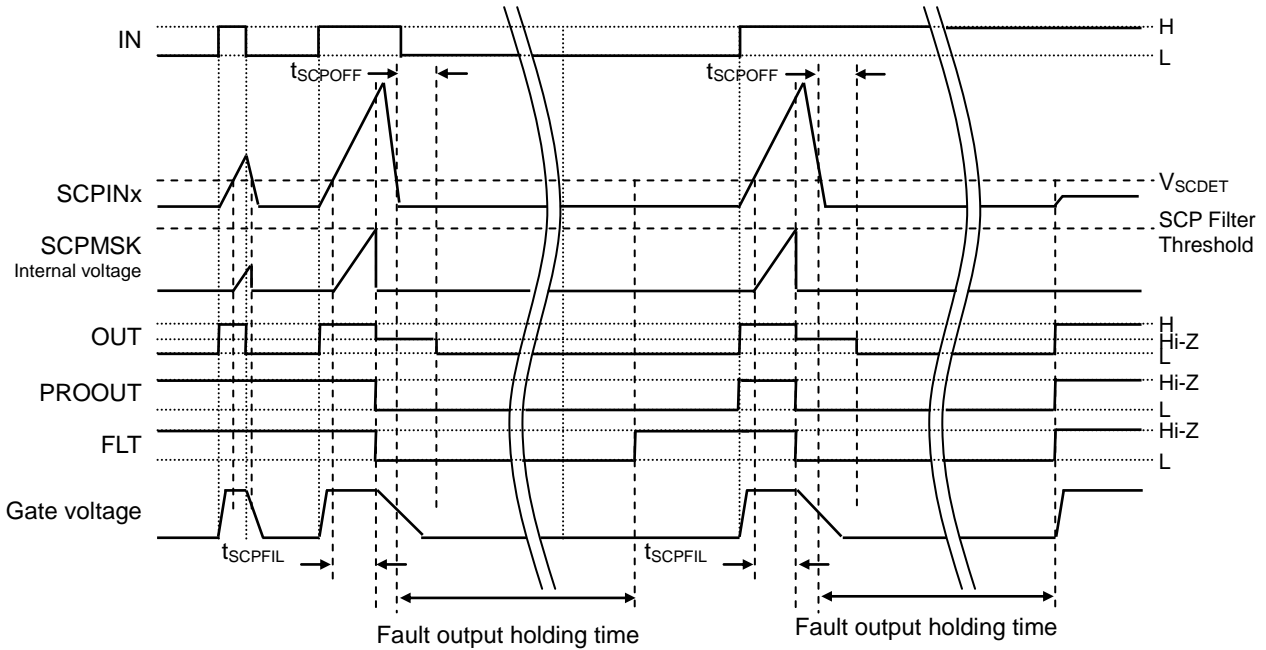 IN
H
L
tSCPOFF
tSCPOFF
SCPINx
VSCDET
SCPMSK
Internal voltage
SCP Filter
Threshold
OUT
H
Hi-Z
L
PROOUT
Hi-Z
L
FLT
Hi-Z
L
Gate voltage
tSCPFIL
tSCPFIL
Fault output holding time
Fault output holding time